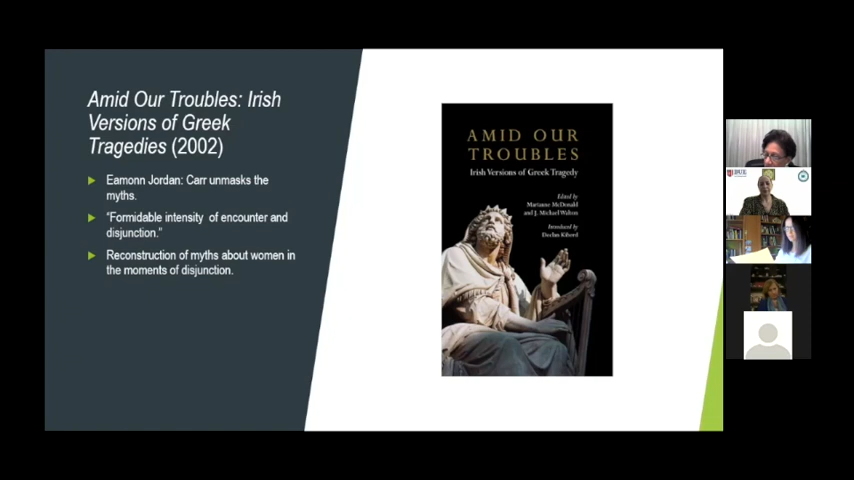 Amid Our Troubles: Irish
Versions of Greek
Tragedies (2002)
Eamonn Jordan: Carr unmasks the
myths.
“Formidable intensity of encounter and
disjunction.”
Reconstruction of myths about women in
the moments of disjunction.
AMID OUR
TROUBLES
Irish Versions of Greek Tragedy
Edited by
Marianne McDonald
and J. Michael Walton
Introduced by
Declan Kiberd